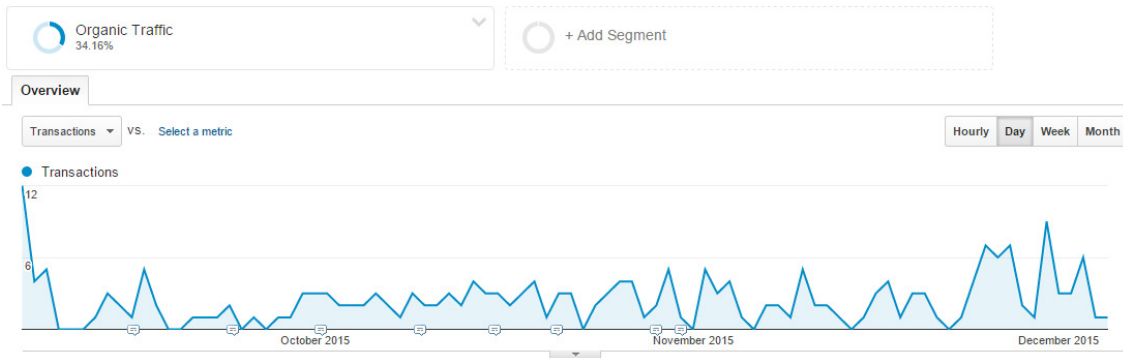 Organic Traffic
34.16%
+ Add Segment
Overview
Transactions VS. Select a metric
Hourly Day Week Month
Transactions
12
6
October 2015 November 2015 December 2015